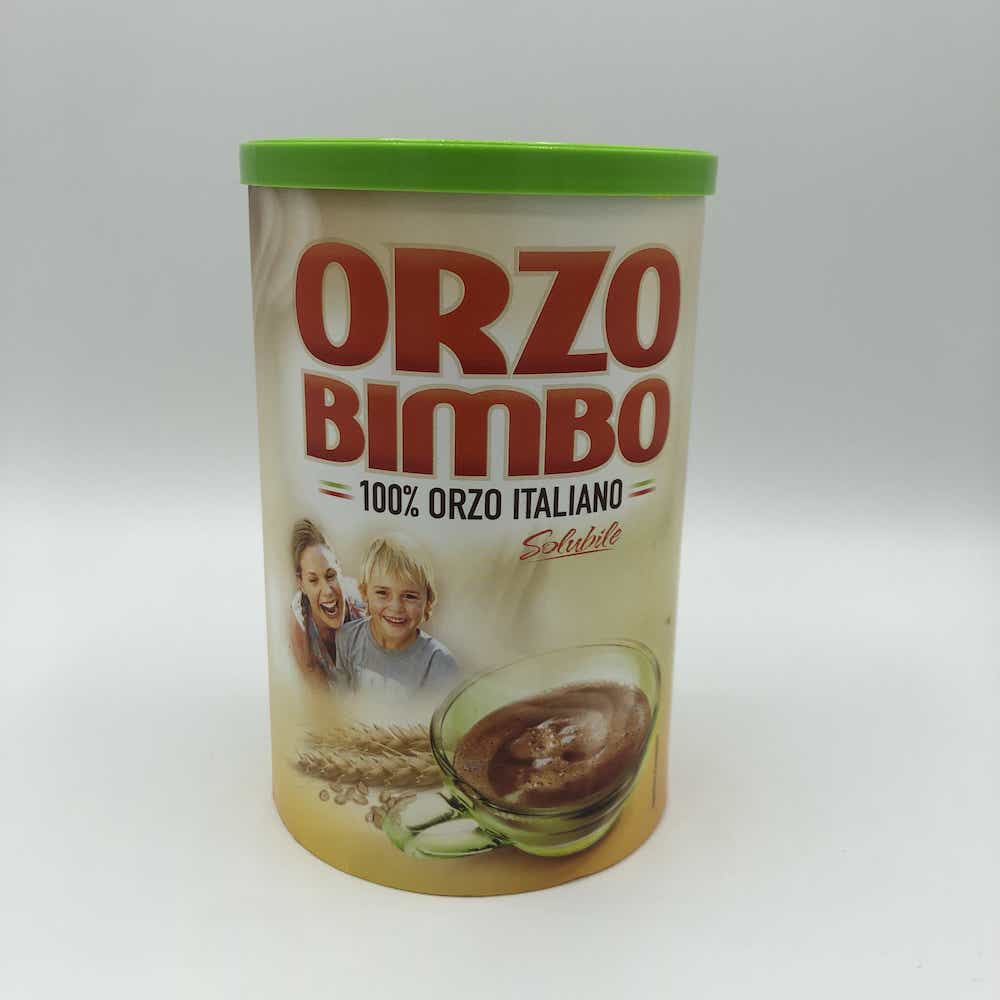 ORZO
BIMBO
100% ORZO ITALIANO
Solubile